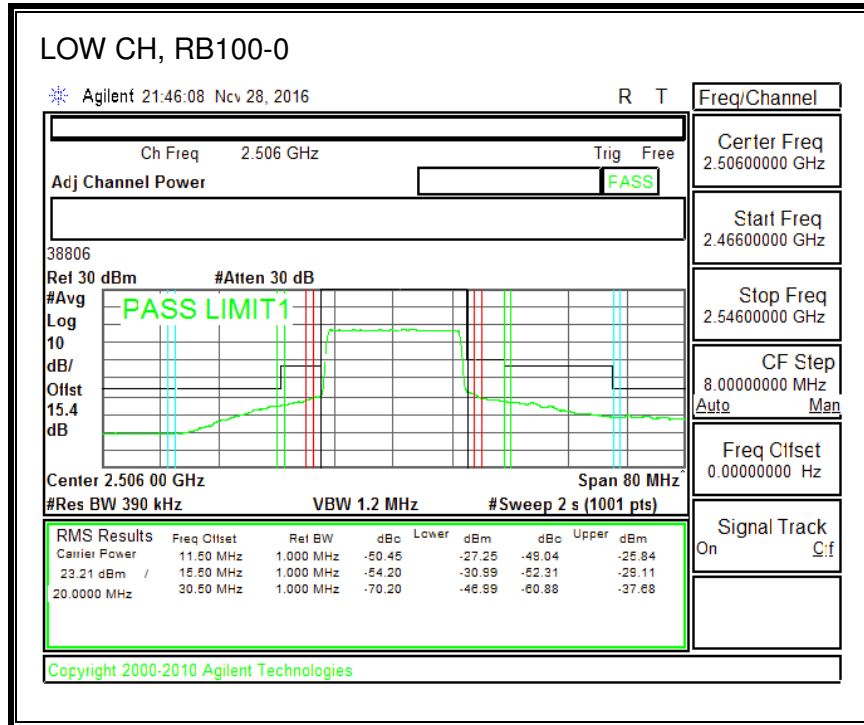 LOW CH, RB100-0
Agilent 21:46:08 Nov 28, 2016 R T
Freq/Channel
Ch Freq 2.506 GHz Trig Free
Adj Channel Power PASS
Center Freq
2.50600000 GHz
Start Freq
2.46600000 GHz
Stop Freq
2.54600000 GHz
CF Step
8.00000000 MHz
Auto Man
Freq Offset
0.00000000 Hz
Signal Track
On Off
38806
Ref 30 dBm #Atten 30 dB
#Avg
Log
10
dB/
Offst
15.4
dB
PASS LIMIT1
Center 2.506 00 GHz Span 80 MHz^
#Res BW 390 kHz VBW 1.2 MHz #Sweep 2 s (1001 pts)
RMS Results Freq Offset Ref BW dBc Lower dBm dBc Upper dBm
Carrier Power 11.50 MHz 1.000 MHz -50.45 -27.25 -49.04 -25.84
23.21 dBm / 15.50 MHz 1.000 MHz -54.20 -30.99 -52.31 -29.11
20.0000 MHz 30.50 MHz 1.000 MHz -70.20 -46.99 -60.88 -37.68
Copyright 2000-2010 Agilent Technologies